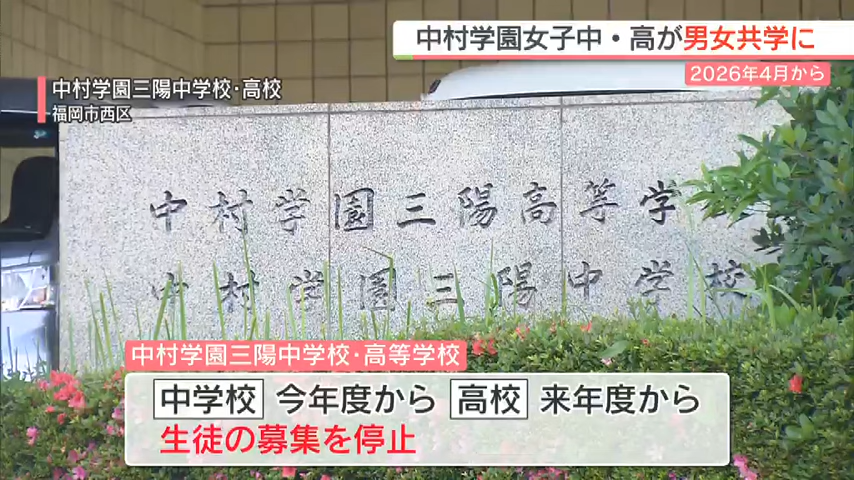 中村学園女子中・高が男女共学に
2026年4月から
中村学園三陽中学校・高校
福岡市西区
中村学園三陽高等学
中村学園三陽中学校
中村学園三陽中学校・高等学校
中学校 今年度から 高校 来年度から
生徒の募集を停止